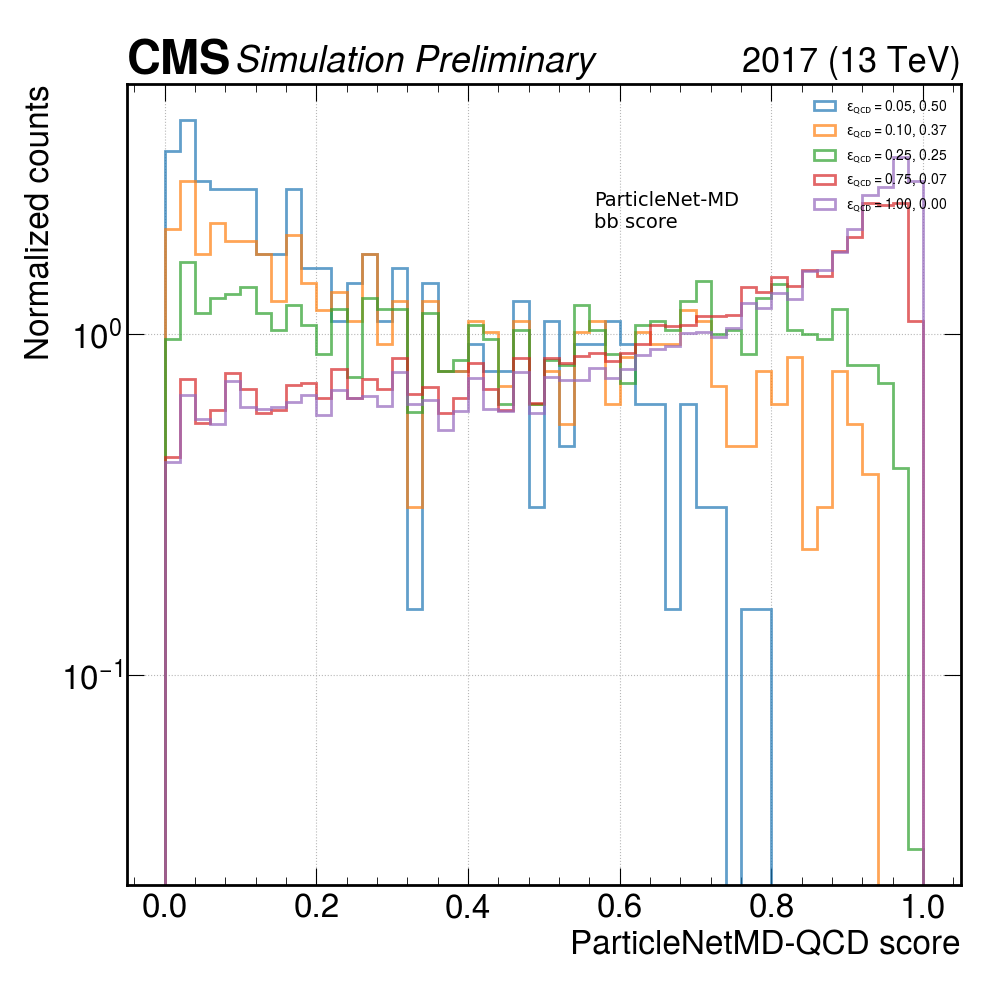 CMS Simulation Preliminary 2017 (13 TeV)
Normalized counts
ε_QCD = 0.05, 0.50
ε_QCD = 0.10, 0.37
ε_QCD = 0.25, 0.25
ε_QCD = 0.75, 0.07
ε_QCD = 1.00, 0.00
ParticleNet-MD
bb score
10⁰
10⁻¹
0.0 0.2 0.4 0.6 0.8 1.0
ParticleNetMD-QCD score